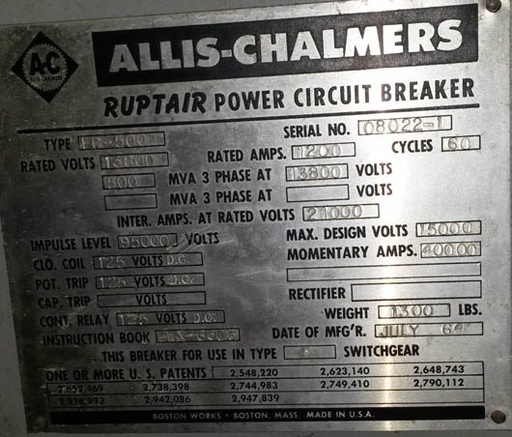 A-C
ALLIS-CHALMERS
RUPTAIR POWER CIRCUIT BREAKER
TYPE SERIAL NO. 08022-1
RATED VOLTS 13800 RATED AMPS. 1200 CYCLES 60
500 MVA 3 PHASE AT 13800 VOLTS
MVA 3 PHASE AT VOLTS
INTER. AMPS. AT RATED VOLTS 21000
IMPULSE LEVEL 95000 VOLTS MAX. DESIGN VOLTS 15000
CLO. COIL 125 VOLTS D.C. MOMENTARY AMPS. 40000
POT. TRIP 125 VOLTS D.C.
CAP. TRIP VOLTS RECTIFIER
CONT. RELAY 125 VOLTS D.C. WEIGHT 1300 LBS.
INSTRUCTION BOOK DATE OF MFG'R. JULY 64
THIS BREAKER FOR USE IN TYPE SWITCHGEAR
ONE OR MORE U. S. PATENTS 2,548,220 2,623,140 2,648,743
2,652,469 2,738,398 2,744,983 2,749,410 2,790,112
2,942,086 2,947,839
BOSTON WORKS • BOSTON, MASS. MADE IN U.S.A.